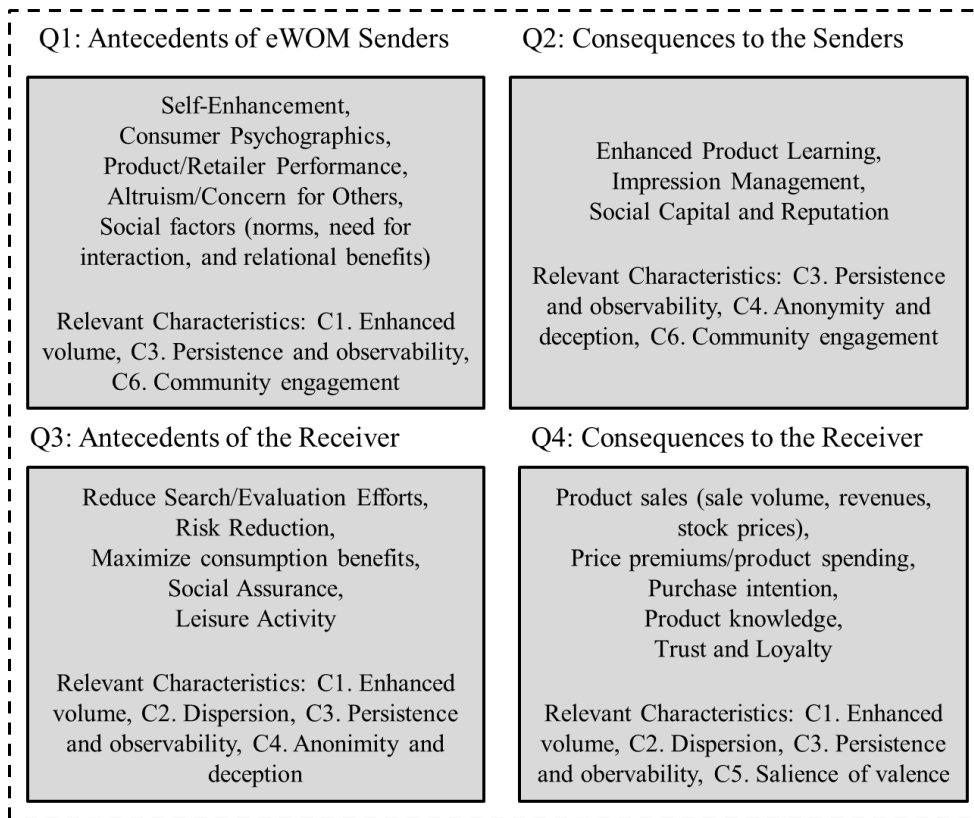 Q1: Antecedents of eWOM Senders
Self-Enhancement,
Consumer Psychographics,
Product/Retailer Performance,
Altruism/Concern for Others,
Social factors (norms, need for
interaction, and relational benefits)
Relevant Characteristics: C1. Enhanced
volume, C3. Persistence and observability,
C6. Community engagement
Q2: Consequences to the Senders
Enhanced Product Learning,
Impression Management,
Social Capital and Reputation
Relevant Characteristics: C3. Persistence
and observability, C4. Anonymity and
deception, C6. Community engagement
Q3: Antecedents of the Receiver
Reduce Search/Evaluation Efforts,
Risk Reduction,
Maximize consumption benefits,
Social Assurance,
Leisure Activity
Relevant Characteristics: C1. Enhanced
volume, C2. Dispersion, C3. Persistence
and observability, C4. Anonimity and
deception
Q4: Consequences to the Receiver
Product sales (sale volume, revenues,
stock prices),
Price premiums/product spending,
Purchase intention,
Product knowledge,
Trust and Loyalty
Relevant Characteristics: C1. Enhanced
volume, C2. Dispersion, C3. Persistence
and obervability, C5. Salience of valence